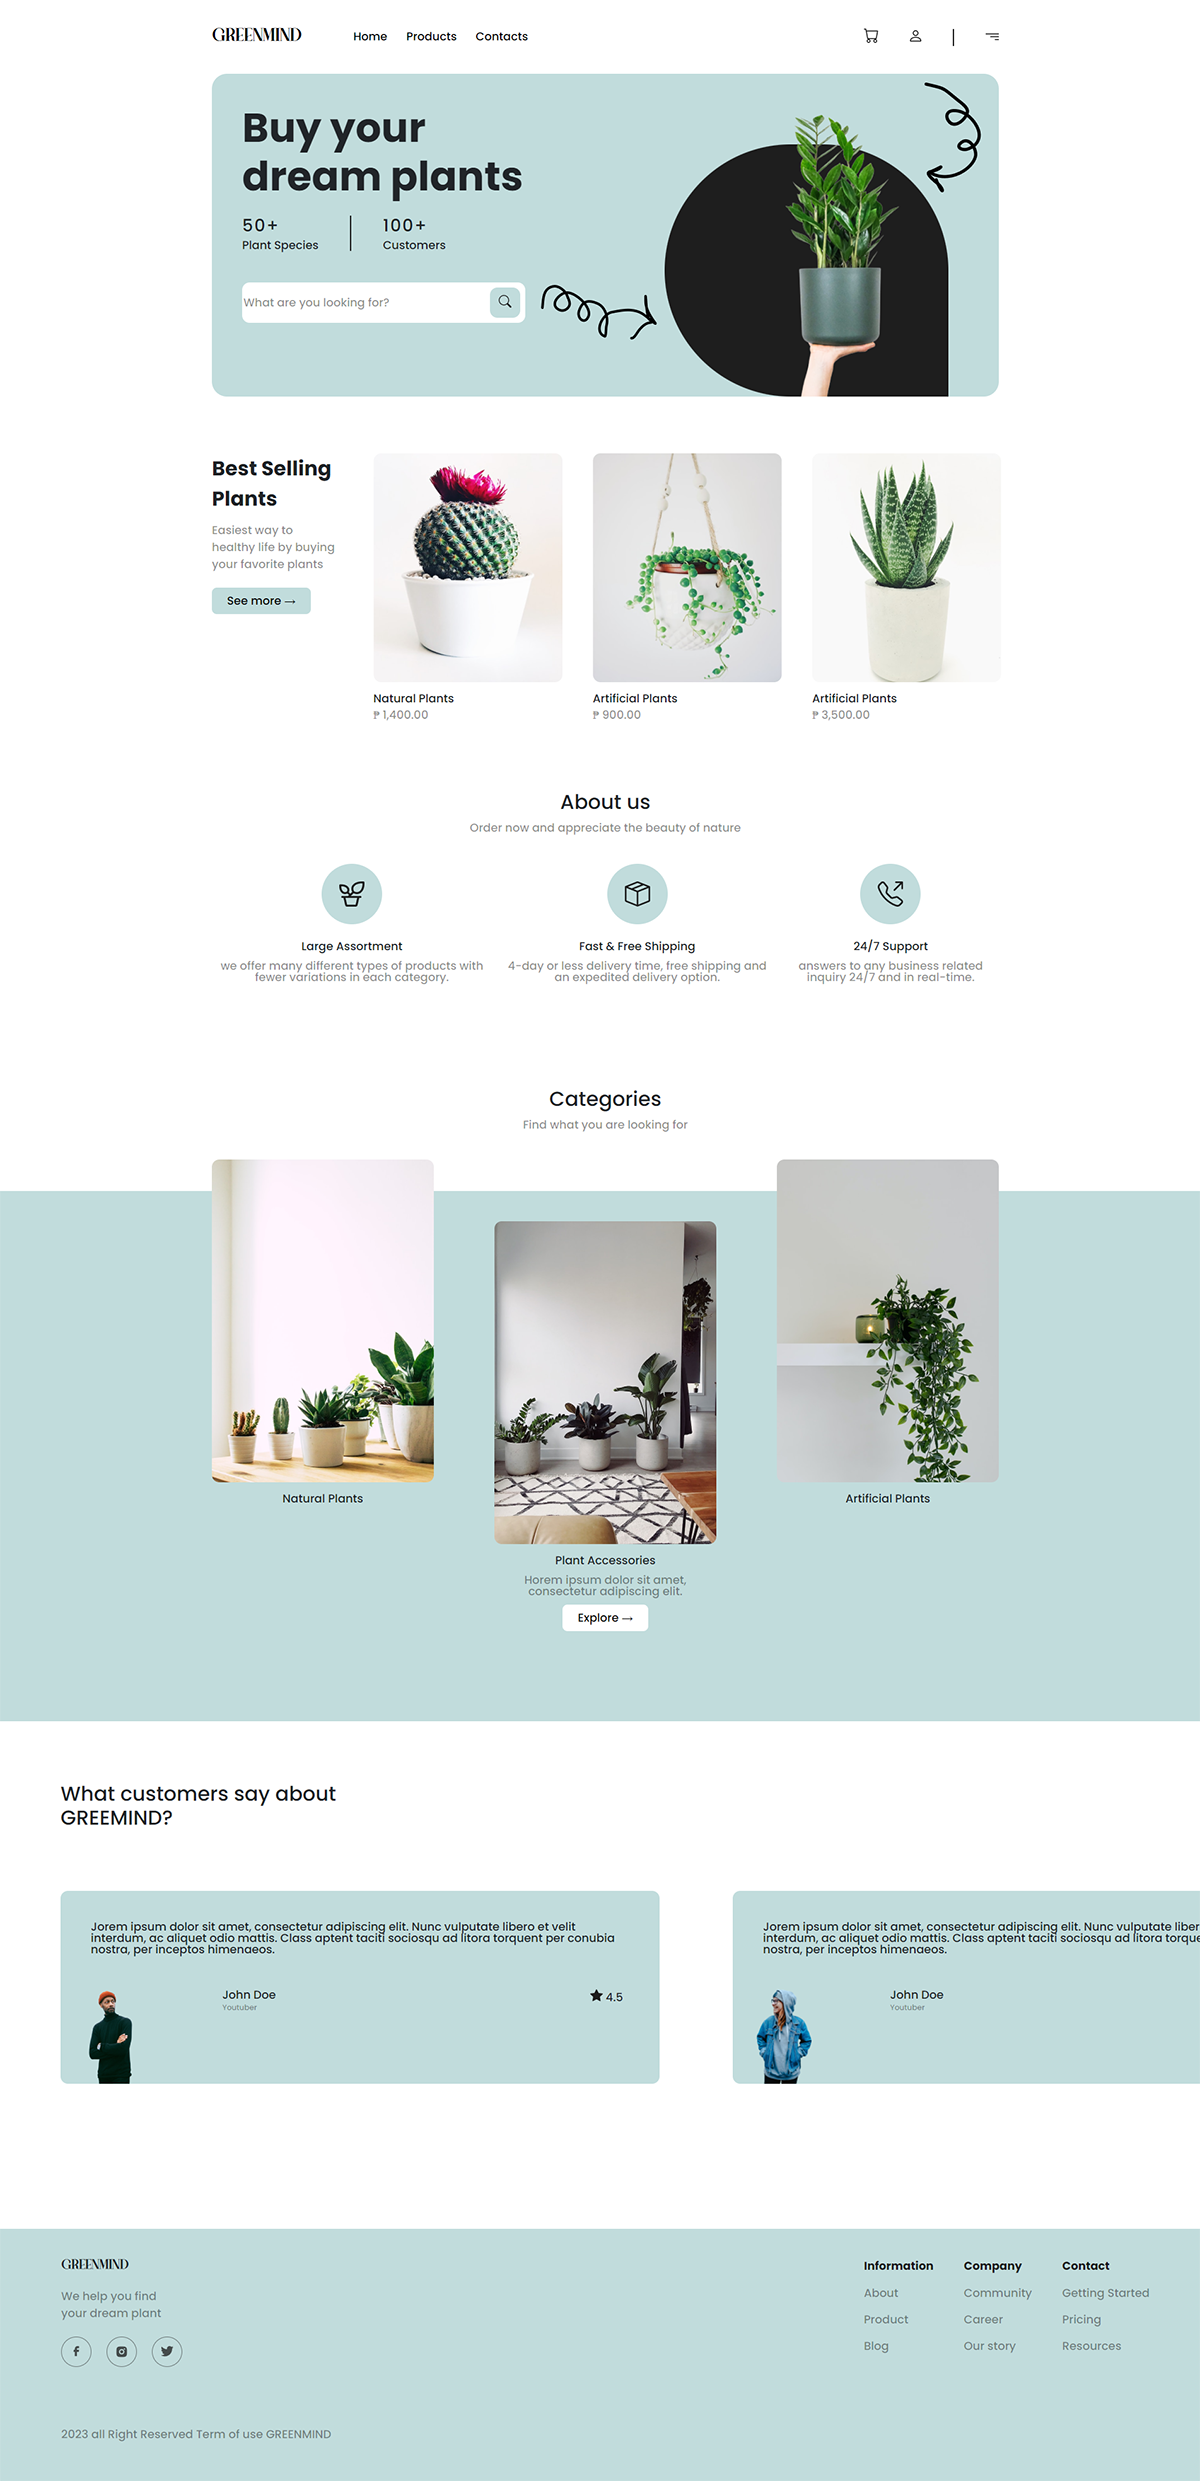 GREENMIND
Home Products Contacts
Buy your
dream plants
50+
Plant Species
100+
Customers
What are you looking for?
Best Selling
Plants
Easiest way to
healthy life by buying
your favorite plants
See more →
Natural Plants
₱ 1,400.00
Artificial Plants
₱ 900.00
Artificial Plants
₱ 3,500.00
About us
Order now and appreciate the beauty of nature
Large Assortment
we offer many different types of products with
fewer variations in each category.
Fast & Free Shipping
4-day or less delivery time, free shipping and
an expedited delivery option.
24/7 Support
answers to any business related
inquiry 24/7 and in real-time.
Categories
Find what you are looking for
Natural Plants
Plant Accessories
Horem ipsum dolor sit amet,
consectetur adipiscing elit.
Explore →
Artificial Plants
What customers say about
GREEMIND?
Jorem ipsum dolor sit amet, consectetur adipiscing elit. Nunc vulputate libero et velit
interdum, ac aliquet odio mattis. Class aptent taciti sociosqu ad litora torquent per conubia
nostra, per inceptos himenaeos.
John Doe
Youtuber
4.5
Jorem ipsum dolor sit amet, consectetur adipiscing elit. Nunc vulputate liber
interdum, ac aliquet odio mattis. Class aptent taciti sociosqu ad litora torque
nostra, per inceptos himenaeos.
John Doe
Youtuber
GREENMIND
We help you find
your dream plant
Information
About
Product
Blog
Company
Community
Career
Our story
Contact
Getting Started
Pricing
Resources
2023 all Right Reserved Term of use GREENMIND